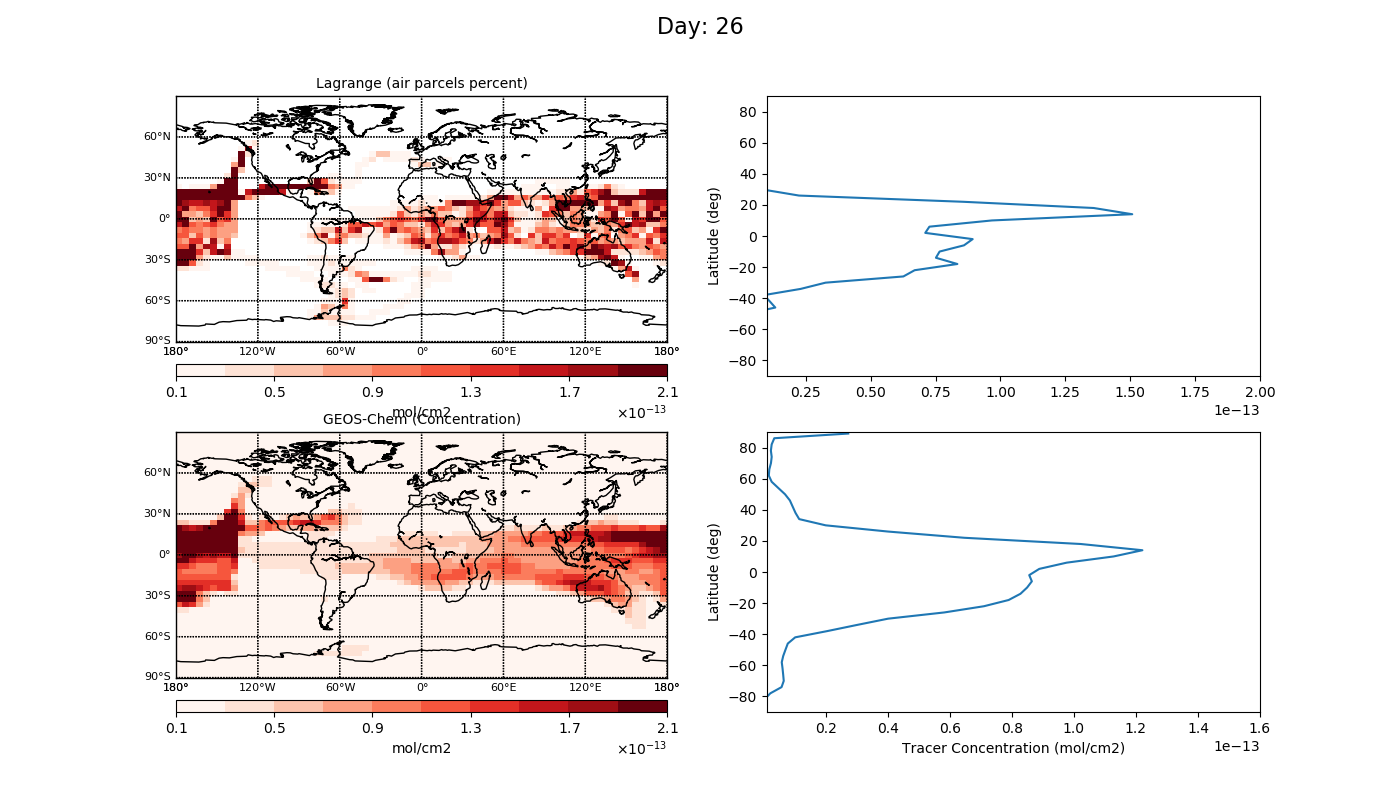 Day: 26
Lagrange (air parcels percent)
60°N
30°N
0°
30°S
60°S
90°S
180° 120°W 60°W 0° 60°E 120°E 180°
0.1 0.5 0.9 1.3 1.7 2.1
mol/cm2 ×10⁻¹³
80
60
40
20
0
−20
−40
−60
−80
Latitude (deg)
0.25 0.50 0.75 1.00 1.25 1.50 1.75 2.00
1e−13
GEOS-Chem (Concentration)
60°N
30°N
0°
30°S
60°S
90°S
180° 120°W 60°W 0° 60°E 120°E 180°
0.1 0.5 0.9 1.3 1.7 2.1
mol/cm2 ×10⁻¹³
80
60
40
20
0
−20
−40
−60
−80
Latitude (deg)
0.2 0.4 0.6 0.8 1.0 1.2 1.4 1.6
Tracer Concentration (mol/cm2) 1e−13